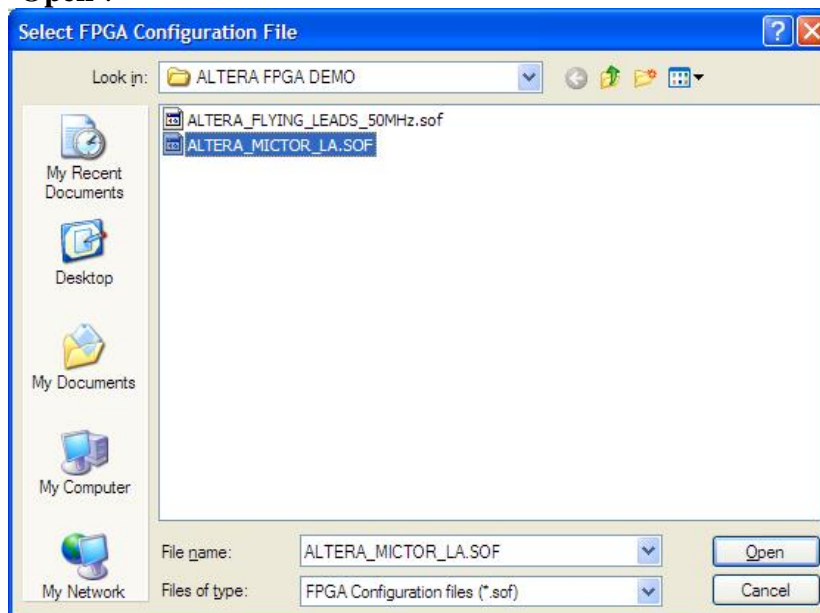 Select FPGA Configuration File
Look in: ALTERA FPGA DEMO
ALTERA_FLYING_LEADS_50MHz.sof
ALTERA_MICTOR_LA.SOF
My Recent
Documents
Desktop
My Documents
My Computer
My Network
File name: ALTERA_MICTOR_LA.SOF Open
Files of type: FPGA Configuration files (*.sof) Cancel